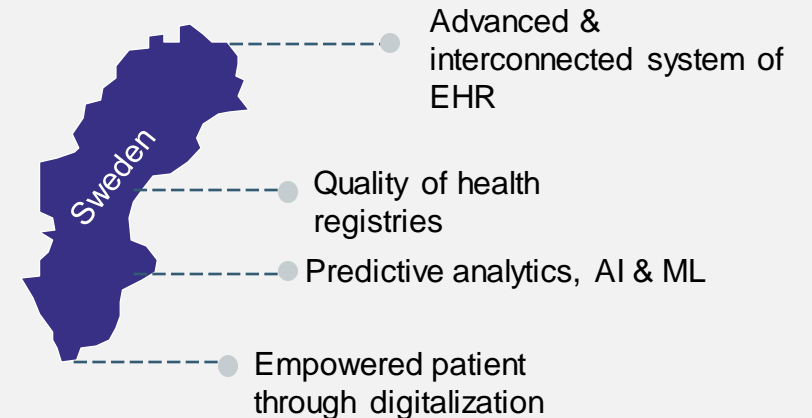 Advanced &
interconnected system of
EHR
Sweden
Quality of health
registries
Predictive analytics, AI & ML
Empowered patient
through digitalization